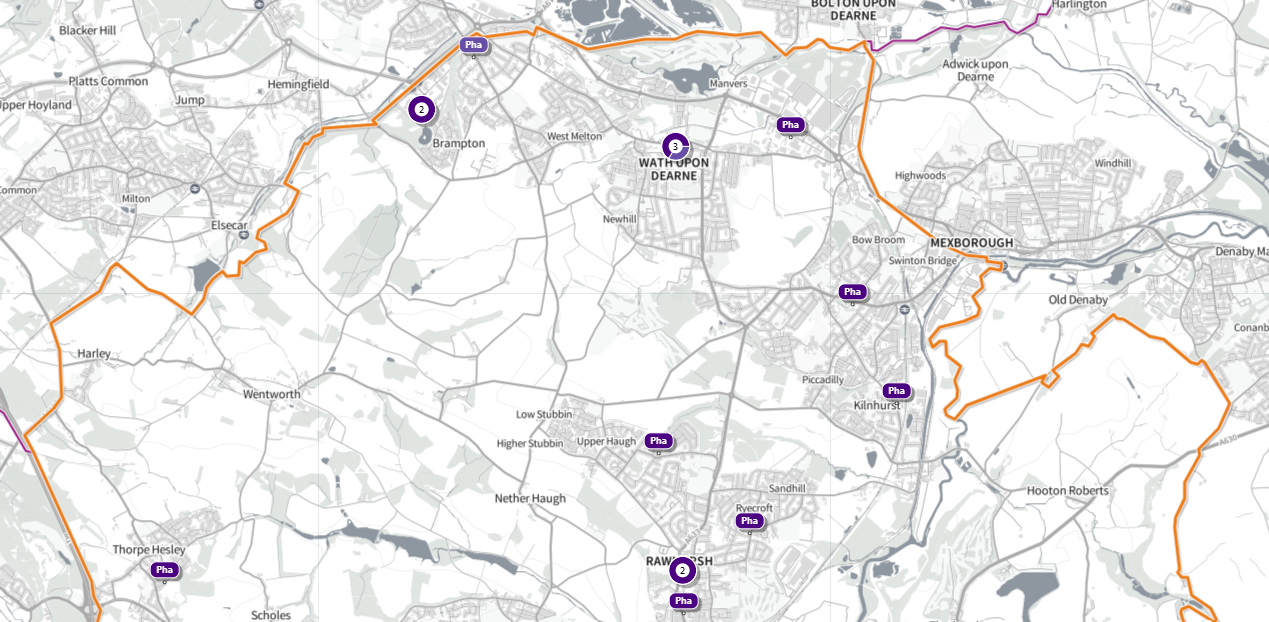 BOLTON UPON
DEARNE
Harlington
Blacker Hill
Pha
Adwick upon
Dearne
Platts Common
Hemingfield
Manvers
Jump
Upper Hoyland
2
Pha
West Melton
Brampton
3
WATH UPON
DEARNE
Windhill
Highwoods
Common
Milton
Newhill
Elsecar
Bow Broom
MEXBOROUGH
Denaby Ma
Swinton Bridge
Pha
Old Denaby
Conanb
Harley
Piccadilly
Wentworth
Pha
Kilnhurst
Low Stubbin
Higher Stubbin
Upper Haugh
Pha
A630
Sandhill
Hooton Roberts
Nether Haugh
Ryecroft
Pha
Thorpe Hesley
Pha
2
Pha
Scholes